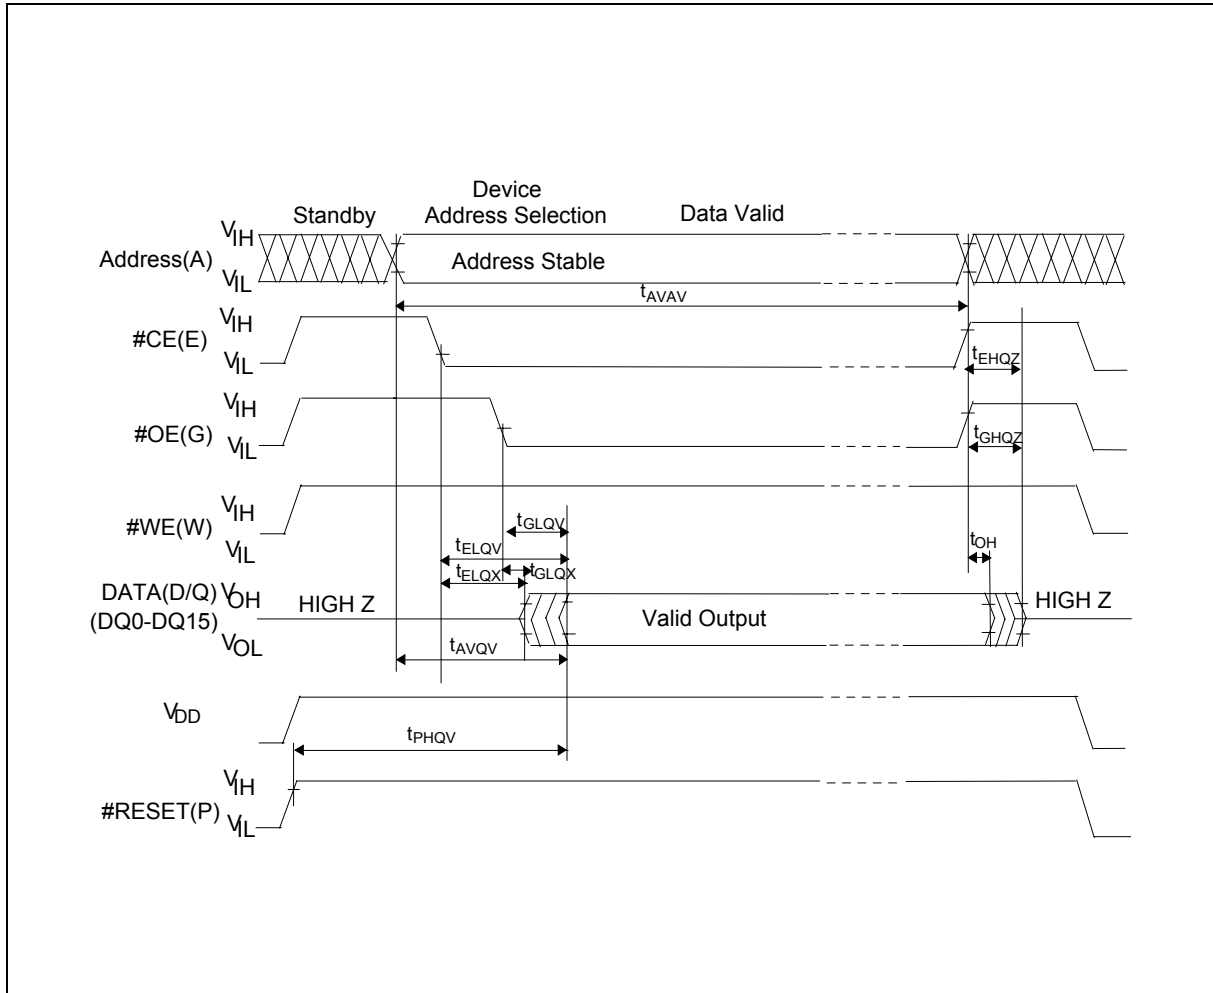 Device
Standby Address Selection Data Valid
VIH
Address(A) Address Stable
VIL
tAVAV
VIH
#CE(E)
VIL tEHQZ
VIH
#OE(G)
VIL tGHQZ
VIH
#WE(W) tGLQV
VIL tELQV tOH
tELQX tGLQX
DATA(D/Q) VOH HIGH Z HIGH Z
(DQ0-DQ15) Valid Output
VOL tAVQV
VDD
tPHQV
VIH
#RESET(P) VIL